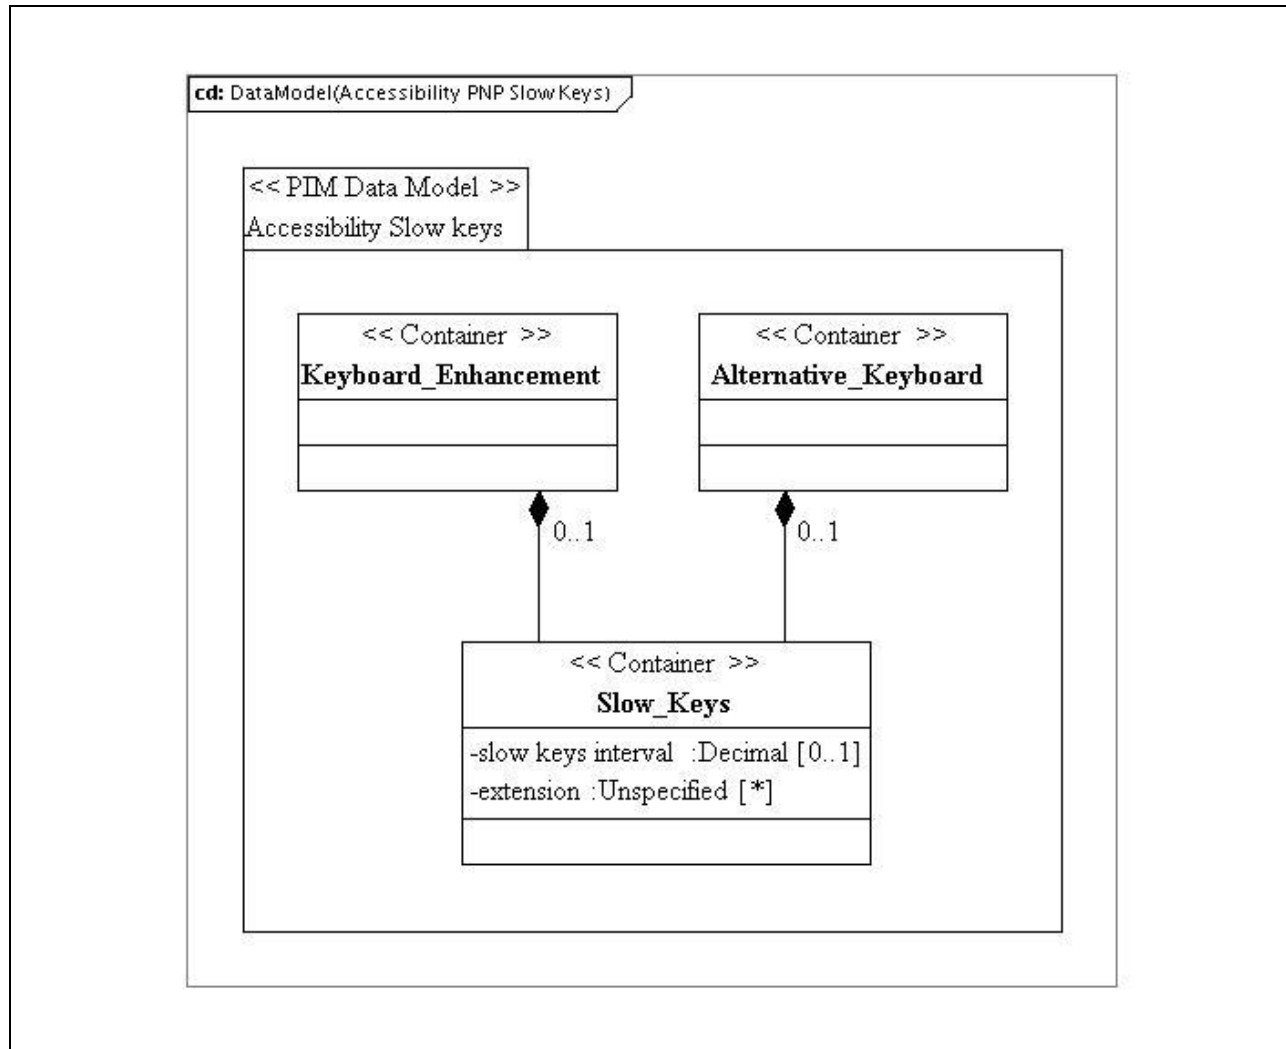 cd: DataModel(Accessibility PNP Slow Keys)
<< PIM Data Model >>
Accessibility Slow keys
<< Container >>
Keyboard_Enhancement
<< Container >>
Alternative_Keyboard
0..1
0..1
<< Container >>
Slow_Keys
-slow keys interval :Decimal [0..1]
-extension :Unspecified [*]